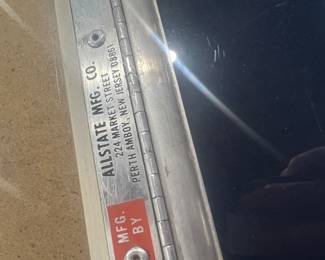 MFG.
BY
ALLSTATE MFG. CO.
224 MARKET STREET
PERTH AMBOY, NEW JERSEY 08861